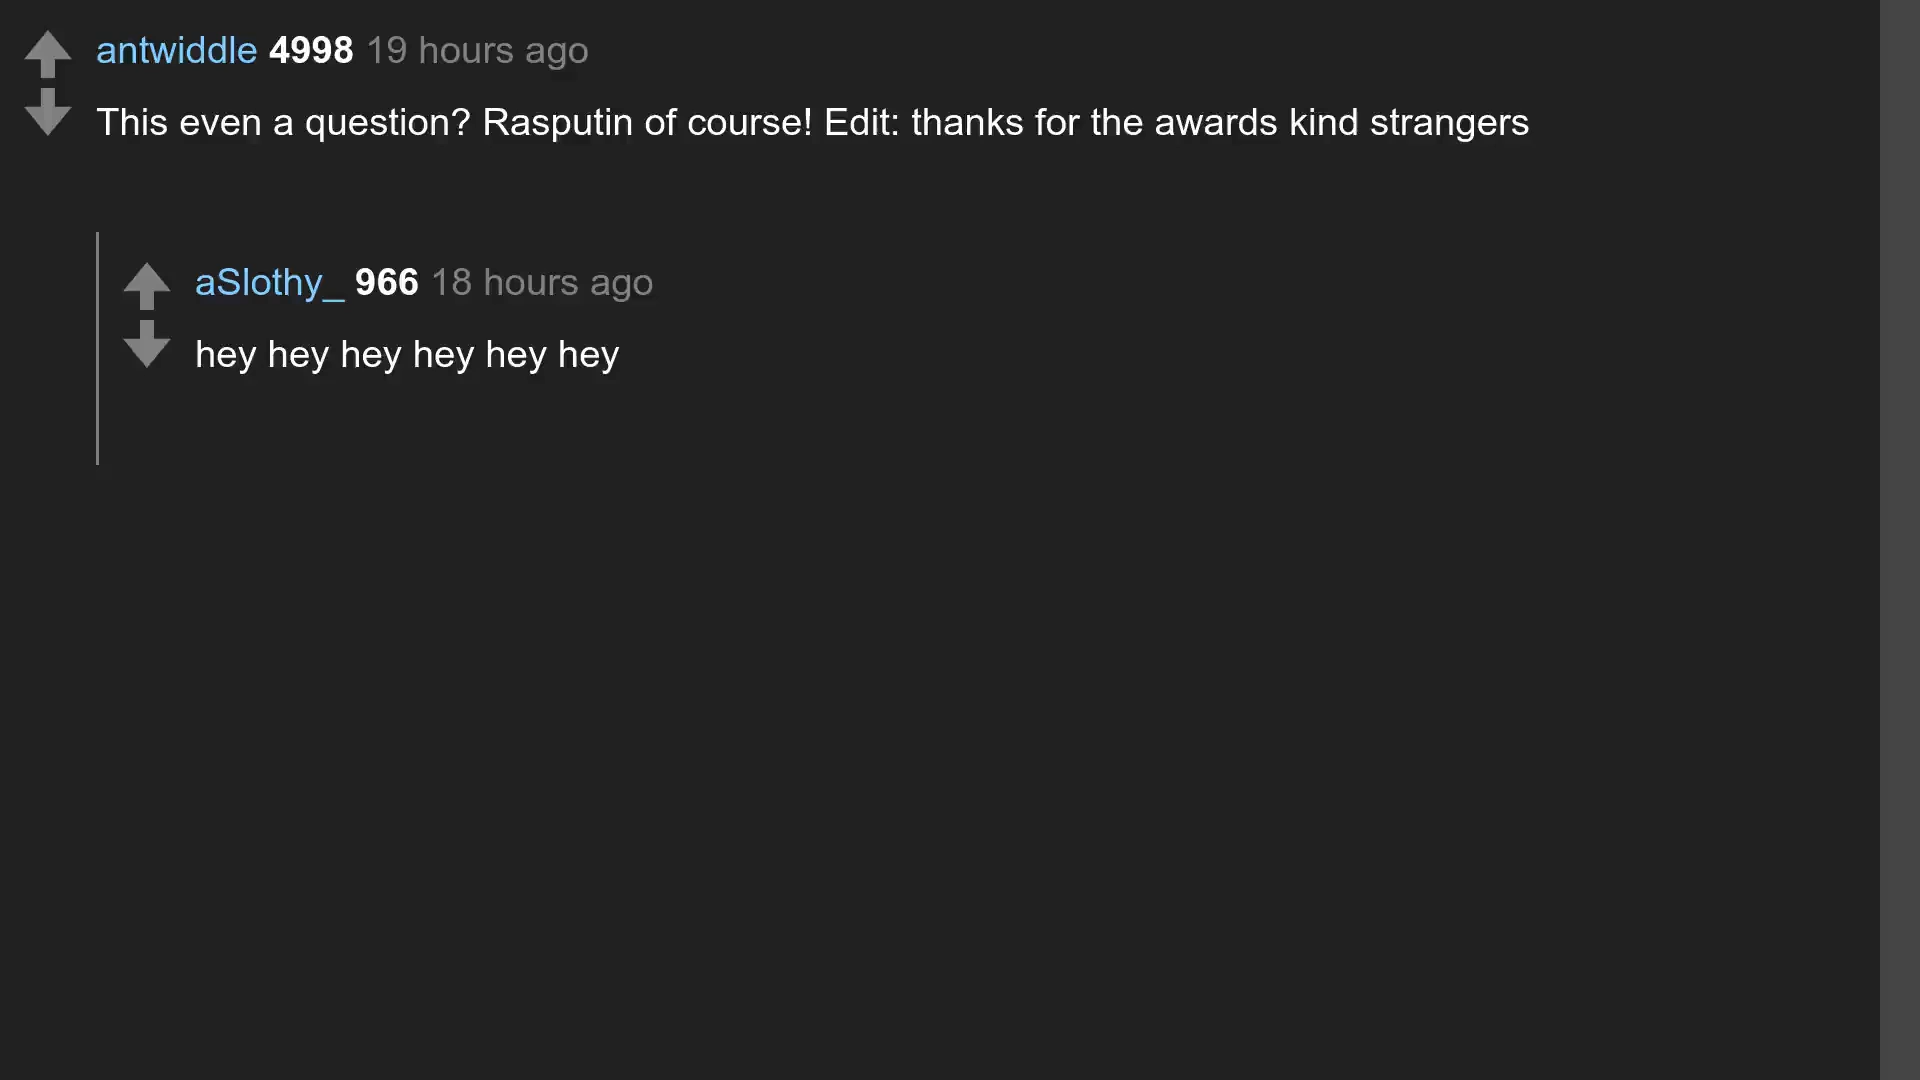 antwiddle 4998 19 hours ago
This even a question? Rasputin of course! Edit: thanks for the awards kind strangers
aSlothy_ 966 18 hours ago
hey hey hey hey hey hey